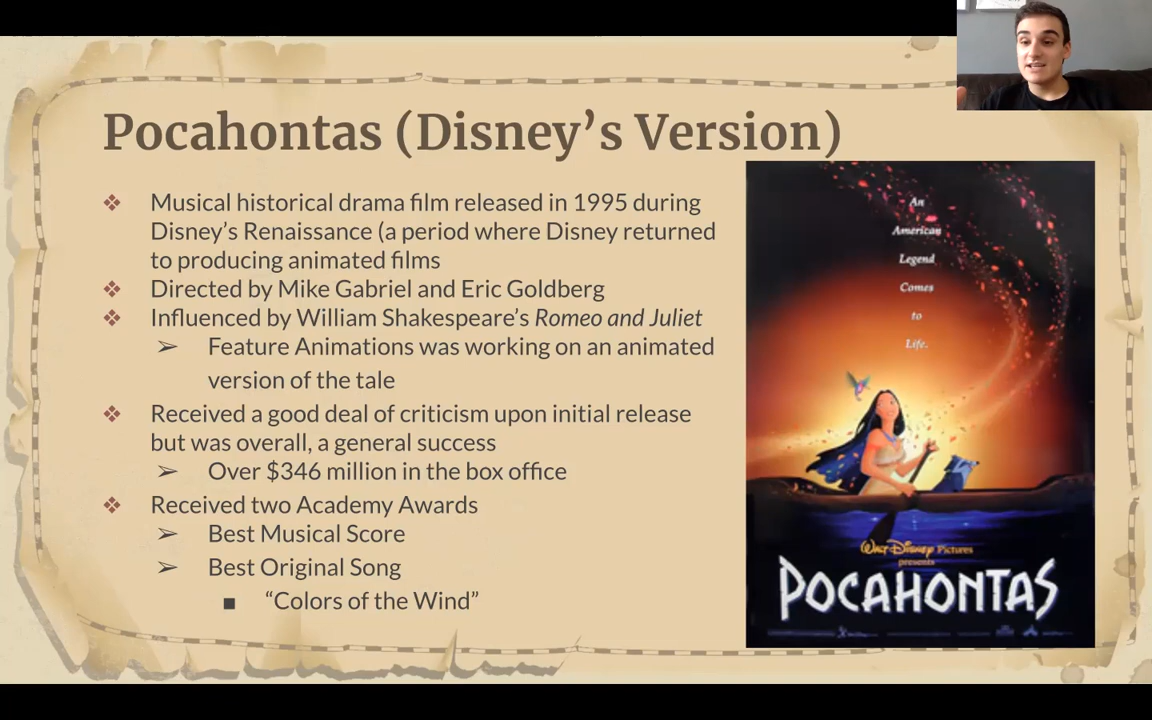 Pocahontas (Disney's Version)
❖ Musical historical drama film released in 1995 during
Disney's Renaissance (a period where Disney returned
to producing animated films
❖ Directed by Mike Gabriel and Eric Goldberg
❖ Influenced by William Shakespeare's Romeo and Juliet
➢ Feature Animations was working on an animated
version of the tale
❖ Received a good deal of criticism upon initial release
but was overall, a general success
➢ Over $346 million in the box office
❖ Received two Academy Awards
➢ Best Musical Score
➢ Best Original Song
■ “Colors of the Wind”
An
American
Legend
Comes
to
Life.
Walt Disney Pictures
presents
POCAHONTAS